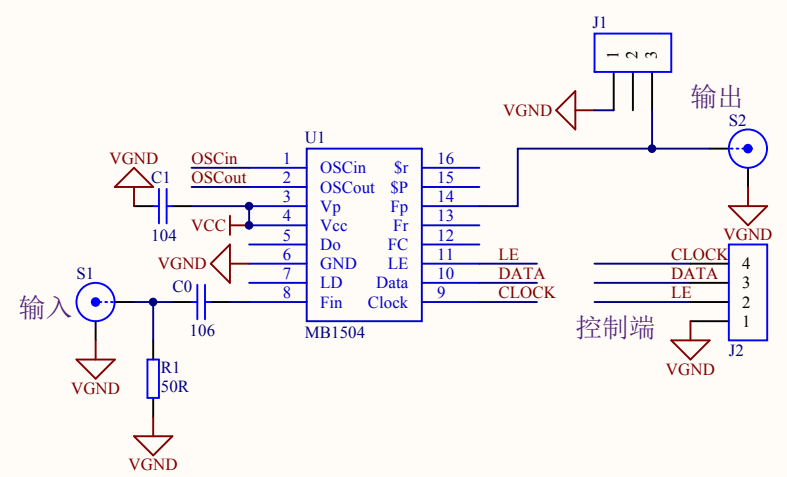 J1
1 2 3
VGND
输出
S2
VGND
U1
VGND
C1
104
OSCin
OSCout
VCC
VGND
1 OSCin $r 16
2 OSCout $P 15
3 Vp Fp 14
4 Vcc Fr 13
5 Do FC 12
6 GND LE 11
7 LD Data 10
8 Fin Clock 9
MB1504
LE
DATA
CLOCK
CLOCK 4
DATA 3
LE 2
1
控制端
J2
VGND
S1
输入
VGND
C0
106
R1
50R
VGND